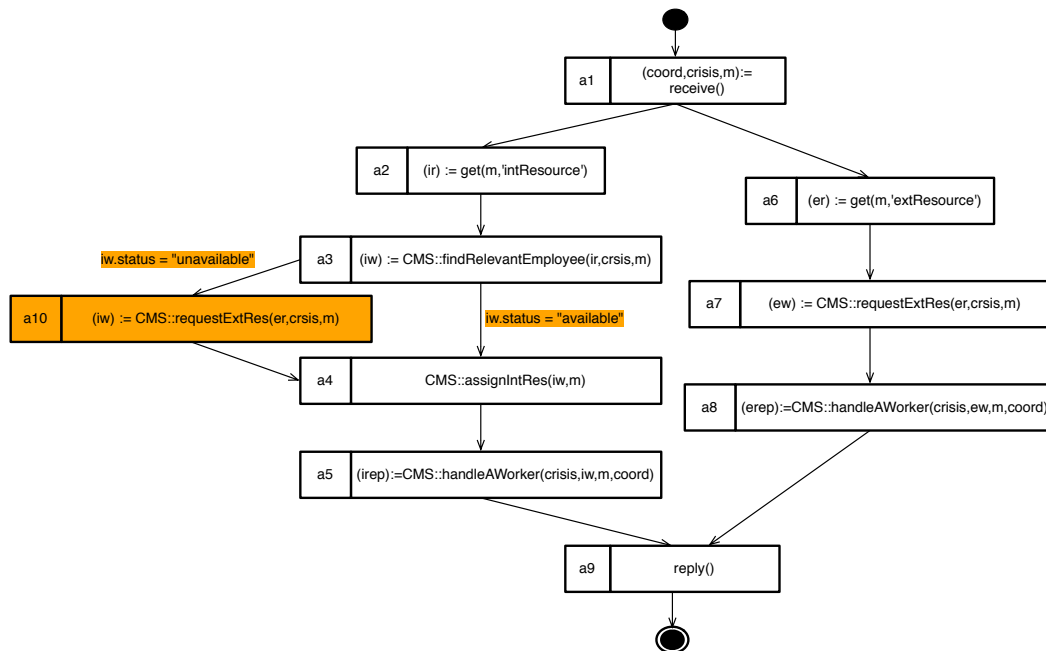 a1
(coord,crisis,m):=
receive()
a2
(ir) := get(m,'intResource')
a6
(er) := get(m,'extResource')
iw.status = "unavailable"
a3
(iw) := CMS::findRelevantEmployee(ir,crsis,m)
a10
(iw) := CMS::requestExtRes(er,crsis,m)
iw.status = "available"
a7
(ew) := CMS::requestExtRes(er,crsis,m)
a4
CMS::assignIntRes(iw,m)
a8
(erep):=CMS::handleAWorker(crisis,ew,m,coord)
a5
(irep):=CMS::handleAWorker(crisis,iw,m,coord)
a9
reply()